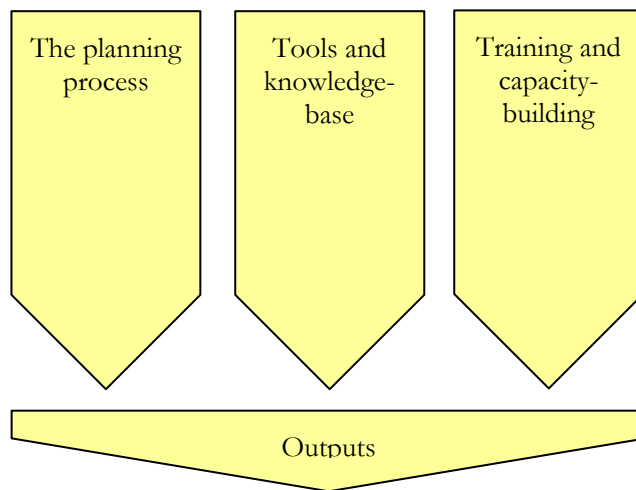 The planning
process
Tools and
knowledge-
base
Training and
capacity-
building
Outputs